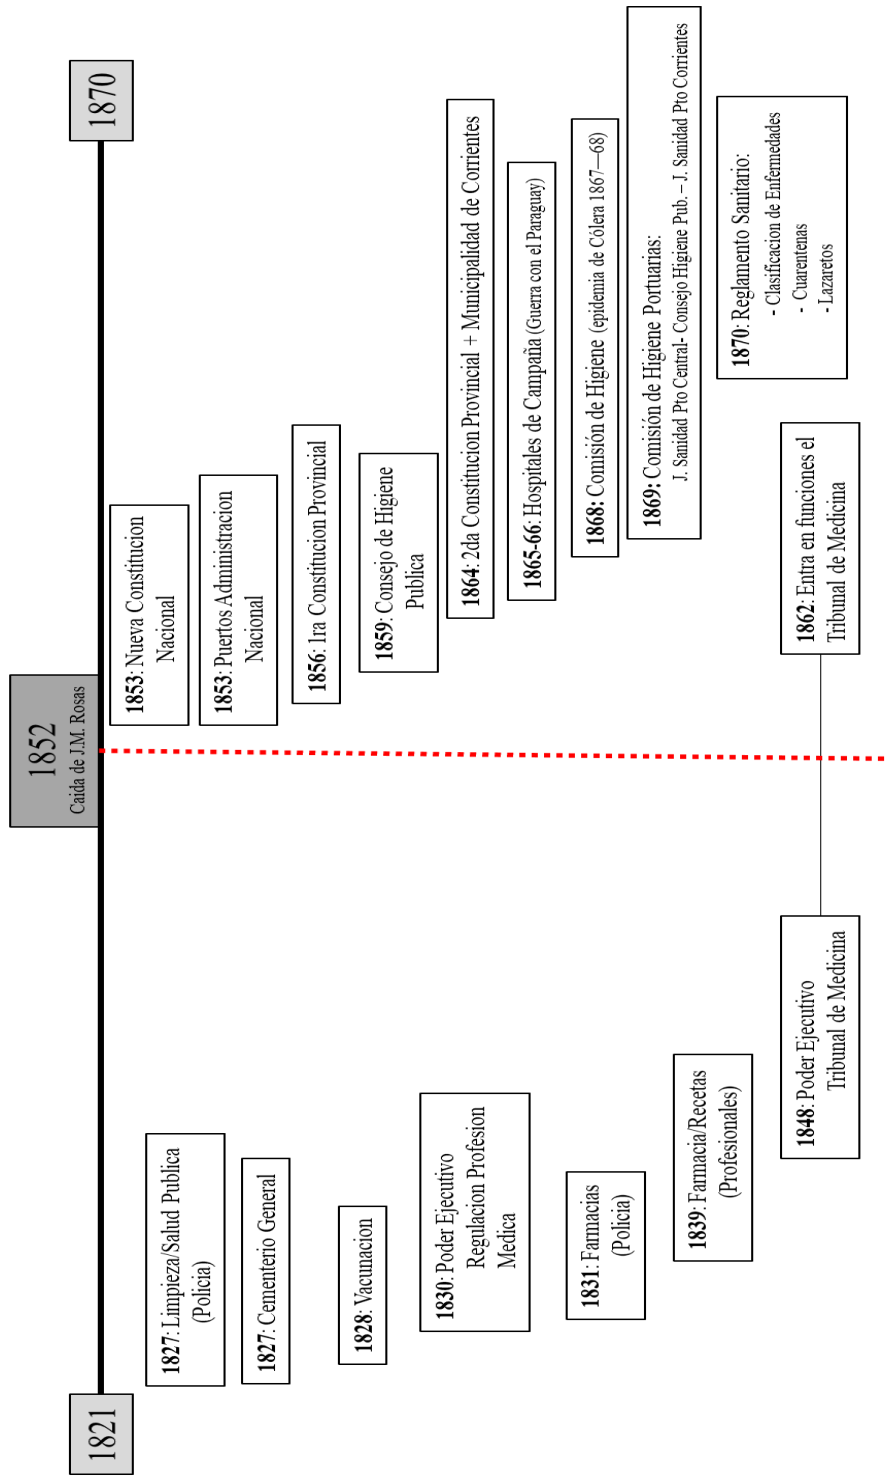 1821
1852
Caida de J.M. Rosas
1870
1827: Limpieza/Salud Publica
(Policia)
1827: Cementerio General
1828: Vacunacion
1830: Poder Ejecutivo
Regulacion Profesion
Medica
1831: Farmacias
(Policia)
1839: Farmacia/Recetas
(Profesionales)
1848: Poder Ejecutivo
Tribunal de Medicina
1853: Nueva Constitucion
Nacional
1853: Puertos Administracion
Nacional
1856: 1ra Constitucion Provincial
1859: Consejo de Higiene
Publica
1864: 2da Constitucion Provincial + Municipalidad de Corrientes
1865-66: Hospitales de Campaña (Guerra con el Paraguay)
1868: Comisión de Higiene (epidemia de Cólera 1867—68)
1869: Comisión de Higiene Portuarias:
J. Sanidad Pto Central- Consejo Higiene Pub. – J. Sanidad Pto Corrientes
1870: Reglamento Sanitario:
- Clasificacion de Enfermedades
- Cuarentenas
- Lazaretos
1862: Entra en funciones el
Tribunal de Medicina